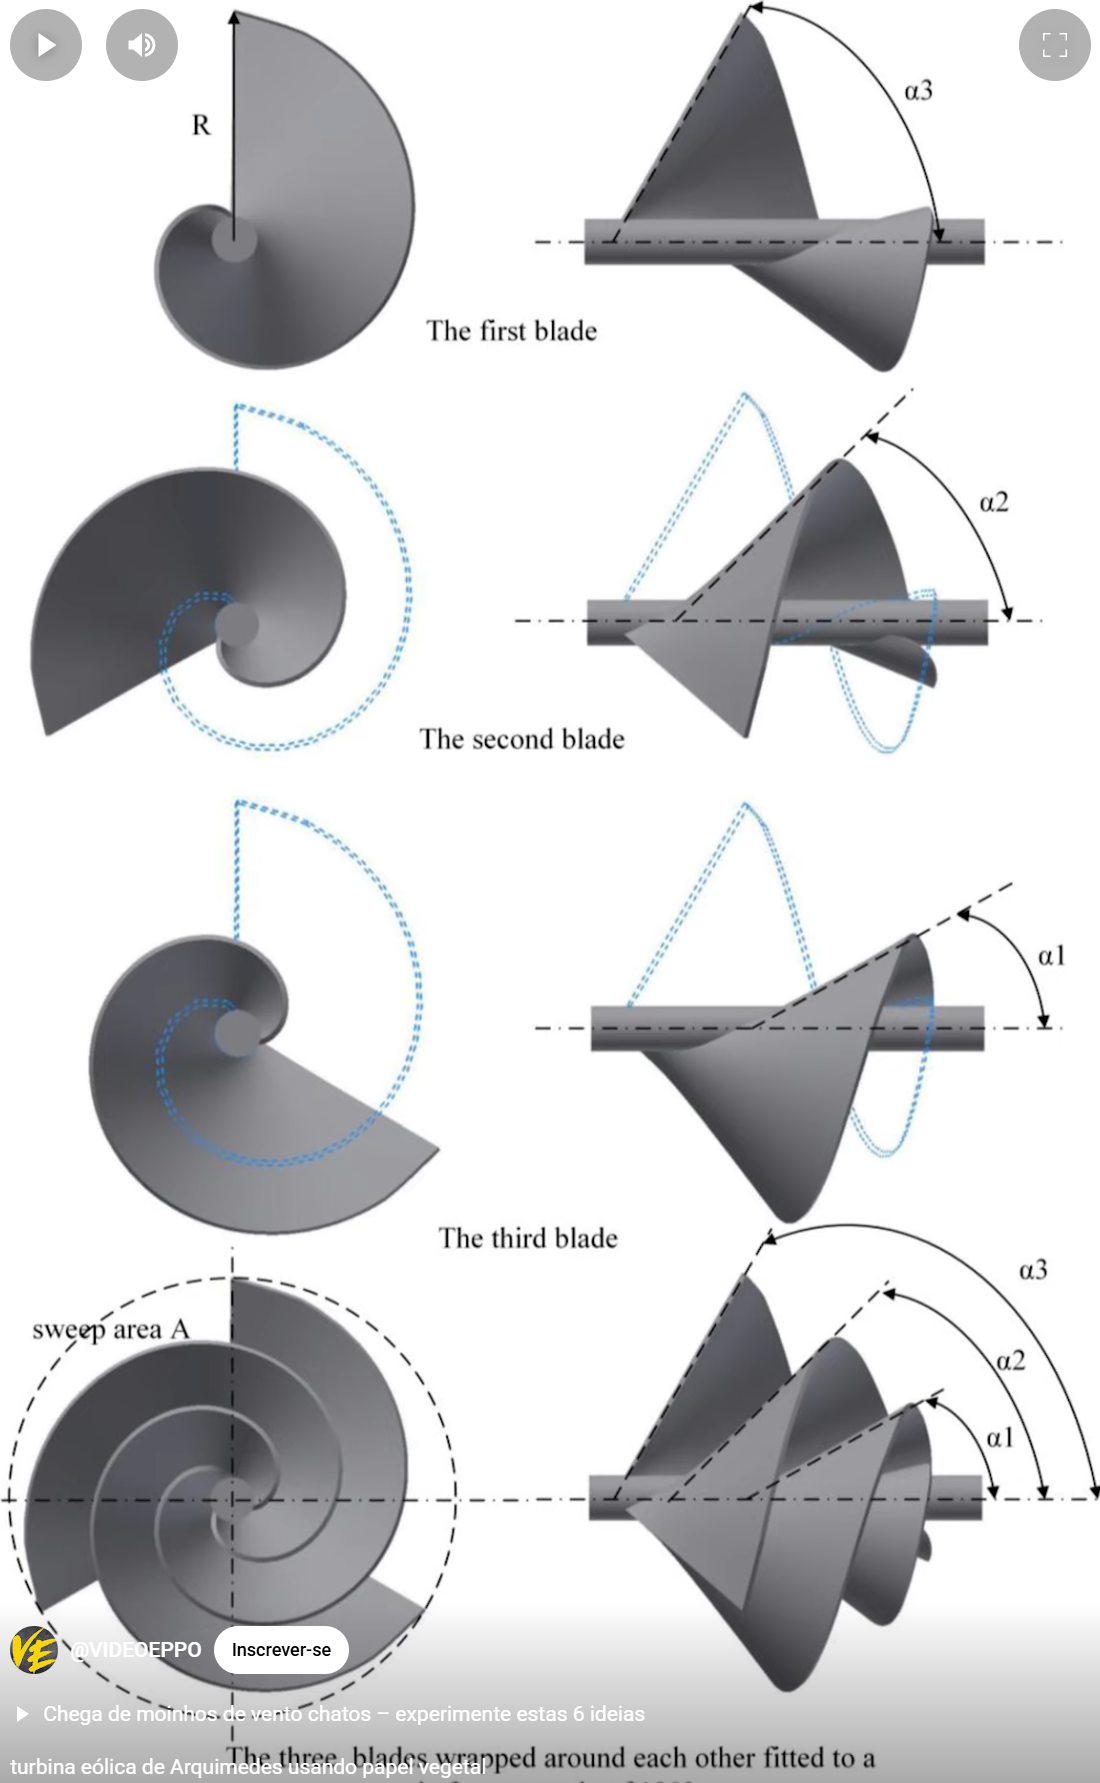 R
α3
The first blade
α2
The second blade
α1
The third blade
sweep area A
α3
α2
α1
@VIDEOEPPO
Inscrever-se
Chega de moinhos de vento chatos – experimente estas 6 ideias
The three blades wrapped around each other fitted to a
turbina eólica de Arquimedes usando papel vegetal